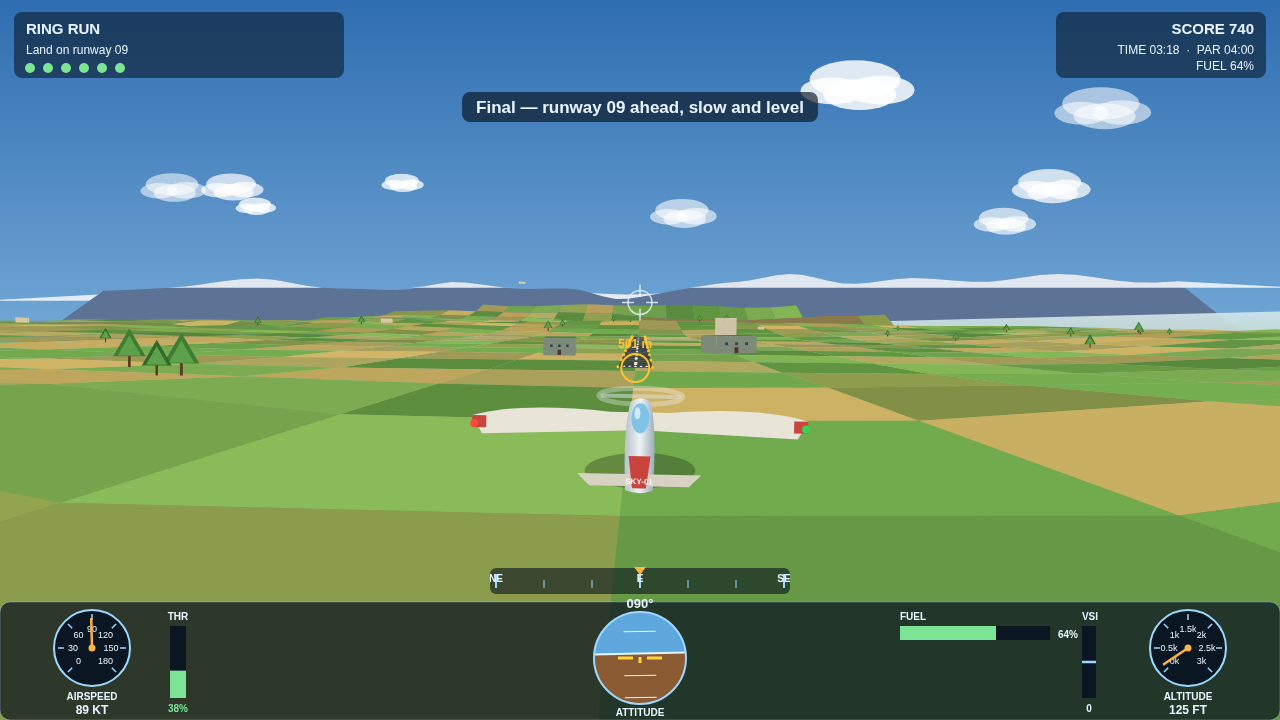 RING RUN
Land on runway 09
SCORE 740
TIME 03:18 · PAR 04:00
FUEL 64%
Final — runway 09 ahead, slow and level
SKY-01
NE E SE
090°
0 30 60 90 120 150 180
AIRSPEED
89 KT
THR
38%
ATTITUDE
FUEL
64%
VSI
0
0k 0.5k 1k 1.5k 2k 2.5k 3k
ALTITUDE
125 FT